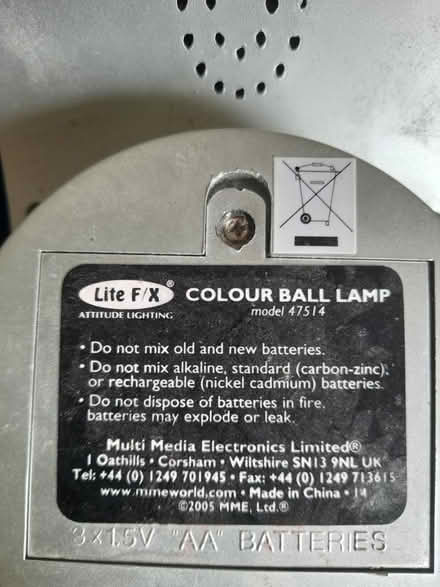 Lite F/X® COLOUR BALL LAMP
ATTITUDE LIGHTING model 47514
• Do not mix old and new batteries.
• Do not mix alkaline, standard (carbon-zinc),
or rechargeable (nickel cadmium) batteries.
• Do not dispose of batteries in fire,
batteries may explode or leak.
Multi Media Electronics Limited®
1 Oathills • Corsham • Wiltshire SN13 9NL UK
Tel: +44 (0) 1249 701945 • Fax: +44 (0) 1249 713615
www.mmeworld.com • Made in China • 14
©2005 MME, Ltd.®
3 x 1.5V "AA" BATTERIES